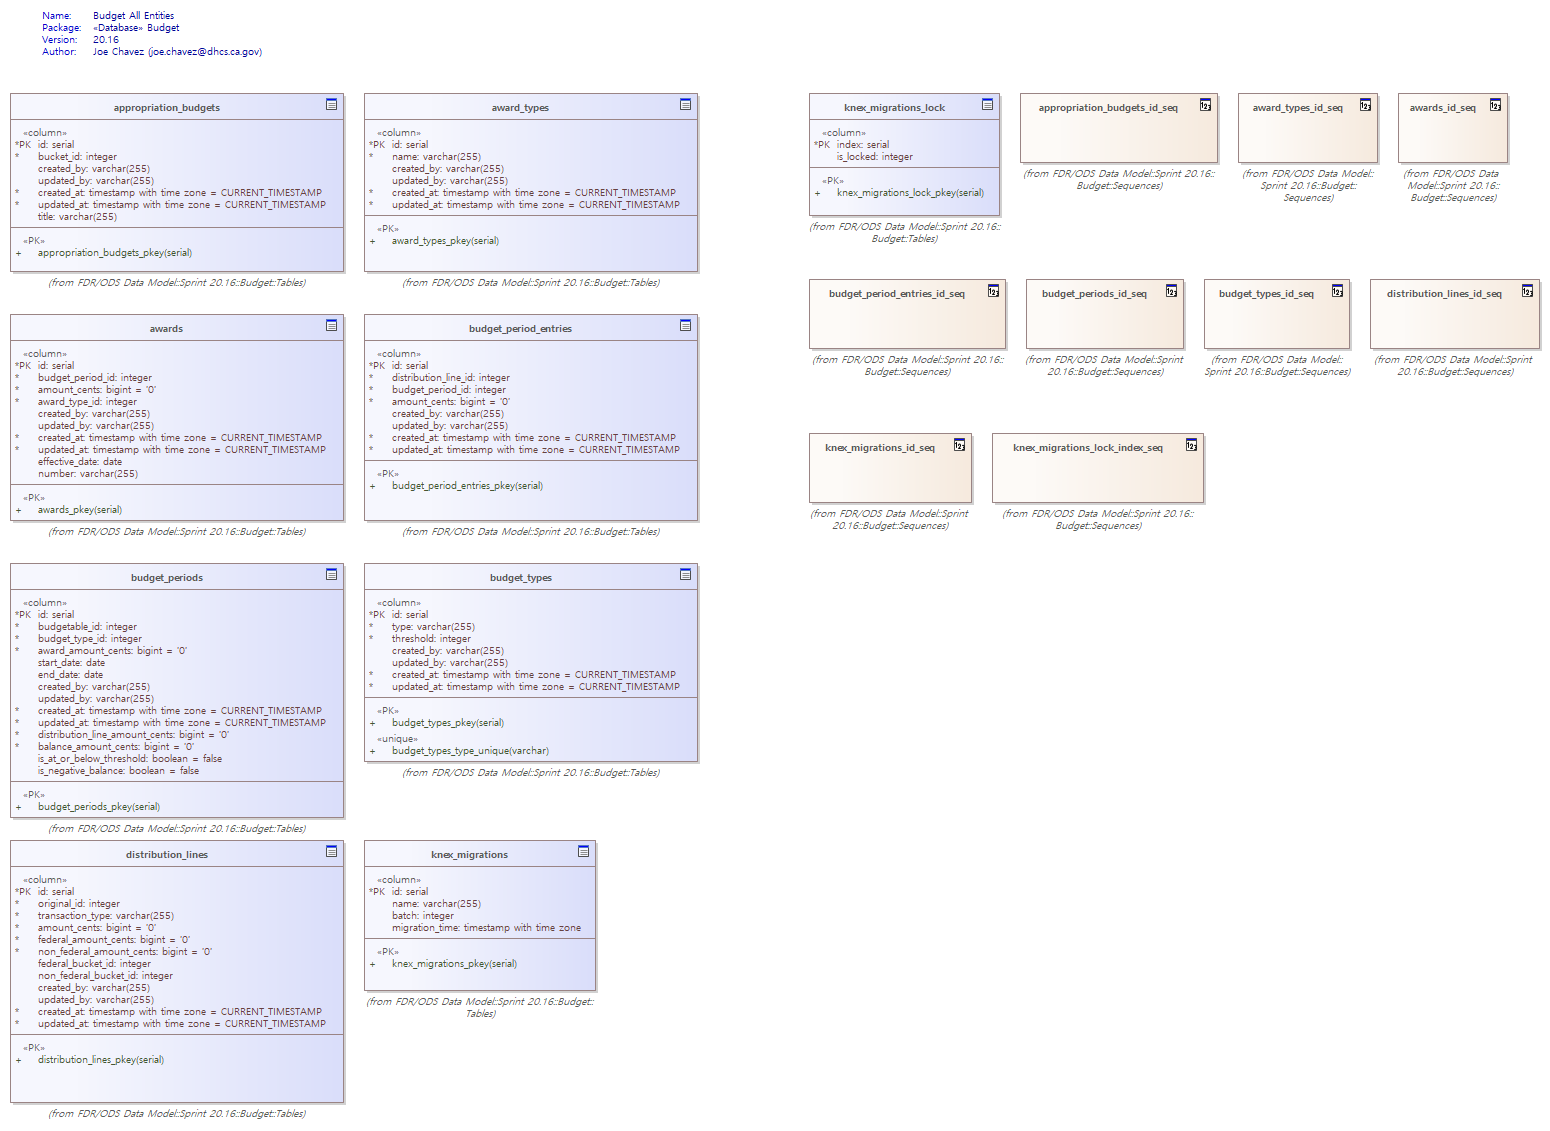 Name: Budget All Entities
Package: «Database» Budget
Version: 20.16
Author: Joe Chavez (joe.chavez@dhcs.ca.gov)
appropriation_budgets
«column»
*PK id: serial
* bucket_id: integer
created_by: varchar(255)
updated_by: varchar(255)
* created_at: timestamp with time zone = CURRENT_TIMESTAMP
* updated_at: timestamp with time zone = CURRENT_TIMESTAMP
title: varchar(255)
«PK»
+ appropriation_budgets_pkey(serial)
(from FDR/ODS Data Model::Sprint 20.16::Budget::Tables)
award_types
«column»
*PK id: serial
* name: varchar(255)
created_by: varchar(255)
updated_by: varchar(255)
* created_at: timestamp with time zone = CURRENT_TIMESTAMP
* updated_at: timestamp with time zone = CURRENT_TIMESTAMP
«PK»
+ award_types_pkey(serial)
(from FDR/ODS Data Model::Sprint 20.16::Budget::Tables)
knex_migrations_lock
«column»
*PK index: serial
is_locked: integer
«PK»
+ knex_migrations_lock_pkey(serial)
(from FDR/ODS Data Model::Sprint 20.16::
Budget::Tables)
appropriation_budgets_id_seq
(from FDR/ODS Data Model::Sprint 20.16::
Budget::Sequences)
award_types_id_seq
(from FDR/ODS Data Model::
Sprint 20.16::Budget::
Sequences)
awards_id_seq
(from FDR/ODS Data
Model::Sprint 20.16::
Budget::Sequences)
awards
«column»
*PK id: serial
* budget_period_id: integer
* amount_cents: bigint = '0'
* award_type_id: integer
created_by: varchar(255)
updated_by: varchar(255)
* created_at: timestamp with time zone = CURRENT_TIMESTAMP
* updated_at: timestamp with time zone = CURRENT_TIMESTAMP
effective_date: date
number: varchar(255)
«PK»
+ awards_pkey(serial)
(from FDR/ODS Data Model::Sprint 20.16::Budget::Tables)
budget_period_entries
«column»
*PK id: serial
* distribution_line_id: integer
* budget_period_id: integer
* amount_cents: bigint = '0'
created_by: varchar(255)
updated_by: varchar(255)
* created_at: timestamp with time zone = CURRENT_TIMESTAMP
* updated_at: timestamp with time zone = CURRENT_TIMESTAMP
«PK»
+ budget_period_entries_pkey(serial)
(from FDR/ODS Data Model::Sprint 20.16::Budget::Tables)
budget_period_entries_id_seq
(from FDR/ODS Data Model::Sprint 20.16::
Budget::Sequences)
budget_periods_id_seq
(from FDR/ODS Data Model::Sprint
20.16::Budget::Sequences)
budget_types_id_seq
(from FDR/ODS Data Model::
Sprint 20.16::Budget::Sequences)
distribution_lines_id_seq
(from FDR/ODS Data Model::Sprint
20.16::Budget::Sequences)
knex_migrations_id_seq
(from FDR/ODS Data Model::Sprint
20.16::Budget::Sequences)
knex_migrations_lock_index_seq
(from FDR/ODS Data Model::Sprint 20.16::
Budget::Sequences)
budget_periods
«column»
*PK id: serial
* budgetable_id: integer
* budget_type_id: integer
* award_amount_cents: bigint = '0'
start_date: date
end_date: date
created_by: varchar(255)
updated_by: varchar(255)
* created_at: timestamp with time zone = CURRENT_TIMESTAMP
* updated_at: timestamp with time zone = CURRENT_TIMESTAMP
* distribution_line_amount_cents: bigint = '0'
* balance_amount_cents: bigint = '0'
is_at_or_below_threshold: boolean = false
is_negative_balance: boolean = false
«PK»
+ budget_periods_pkey(serial)
(from FDR/ODS Data Model::Sprint 20.16::Budget::Tables)
budget_types
«column»
*PK id: serial
* type: varchar(255)
* threshold: integer
created_by: varchar(255)
updated_by: varchar(255)
* created_at: timestamp with time zone = CURRENT_TIMESTAMP
* updated_at: timestamp with time zone = CURRENT_TIMESTAMP
«PK»
+ budget_types_pkey(serial)
«unique»
+ budget_types_type_unique(varchar)
(from FDR/ODS Data Model::Sprint 20.16::Budget::Tables)
distribution_lines
«column»
*PK id: serial
* original_id: integer
* transaction_type: varchar(255)
* amount_cents: bigint = '0'
* federal_amount_cents: bigint = '0'
* non_federal_amount_cents: bigint = '0'
federal_bucket_id: integer
non_federal_bucket_id: integer
created_by: varchar(255)
updated_by: varchar(255)
* created_at: timestamp with time zone = CURRENT_TIMESTAMP
* updated_at: timestamp with time zone = CURRENT_TIMESTAMP
«PK»
+ distribution_lines_pkey(serial)
(from FDR/ODS Data Model::Sprint 20.16::Budget::Tables)
knex_migrations
«column»
*PK id: serial
name: varchar(255)
batch: integer
migration_time: timestamp with time zone
«PK»
+ knex_migrations_pkey(serial)
(from FDR/ODS Data Model::Sprint 20.16::Budget::
Tables)